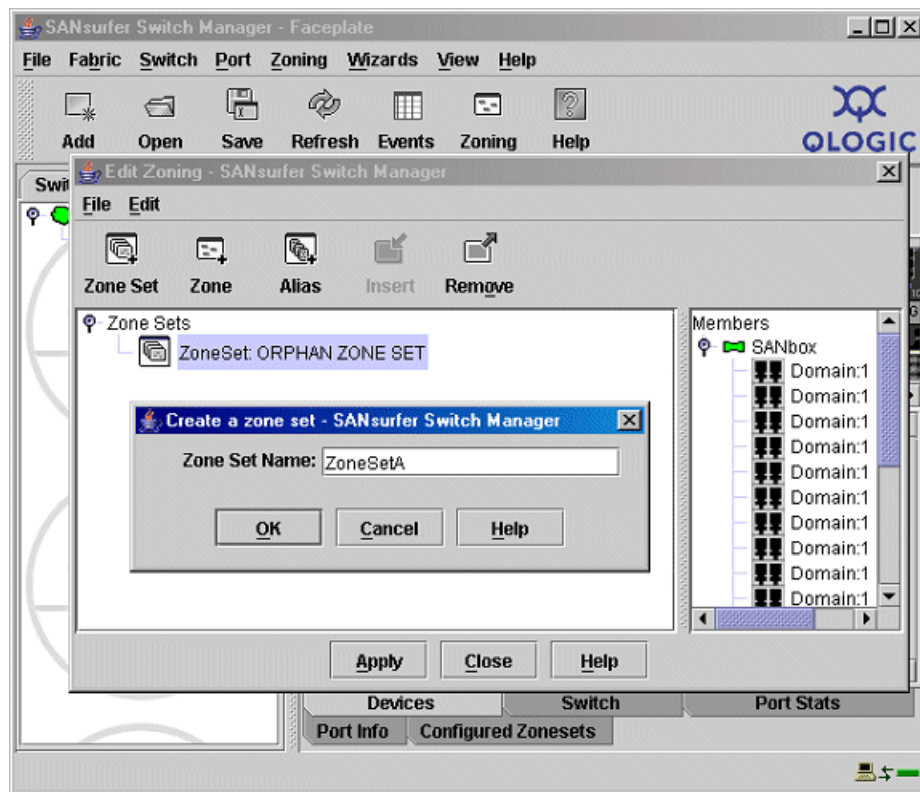 SANsurfer Switch Manager - Faceplate
File Fabric Switch Port Zoning Wizards View Help
Add Open Save Refresh Events Zoning Help
QLOGIC
Edit Zoning - SANsurfer Switch Manager
File Edit
Zone Set Zone Alias Insert Remove
Zone Sets
ZoneSet: ORPHAN ZONE SET
Create a zone set - SANsurfer Switch Manager
Zone Set Name: ZoneSetA
OK Cancel Help
Members
SANbox
Domain:1
Domain:1
Domain:1
Domain:1
Domain:1
Domain:1
Domain:1
Domain:1
Domain:1
Domain:1
Apply Close Help
Devices Switch Port Stats
Port Info Configured Zonesets